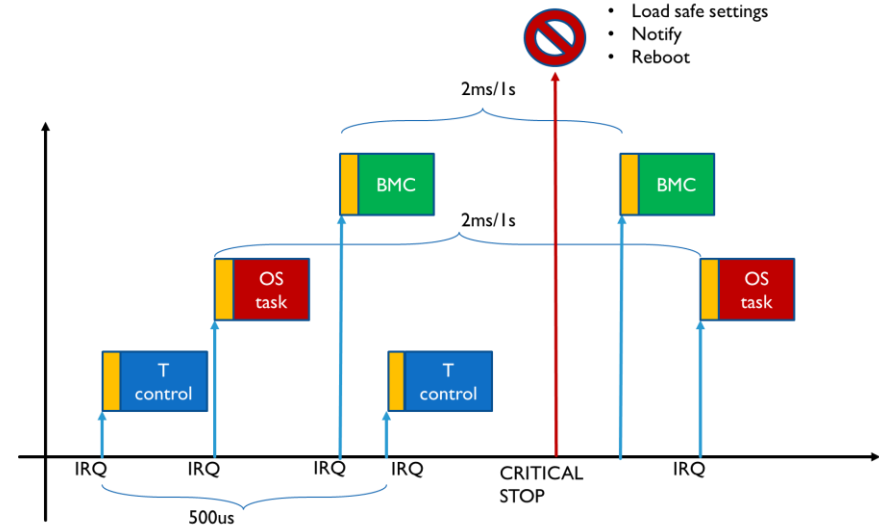 • Load safe settings
• Notify
• Reboot
2ms/1s
BMC
BMC
2ms/1s
OS
task
OS
task
T
control
T
control
IRQ
IRQ
IRQ
IRQ
CRITICAL
STOP
IRQ
500us